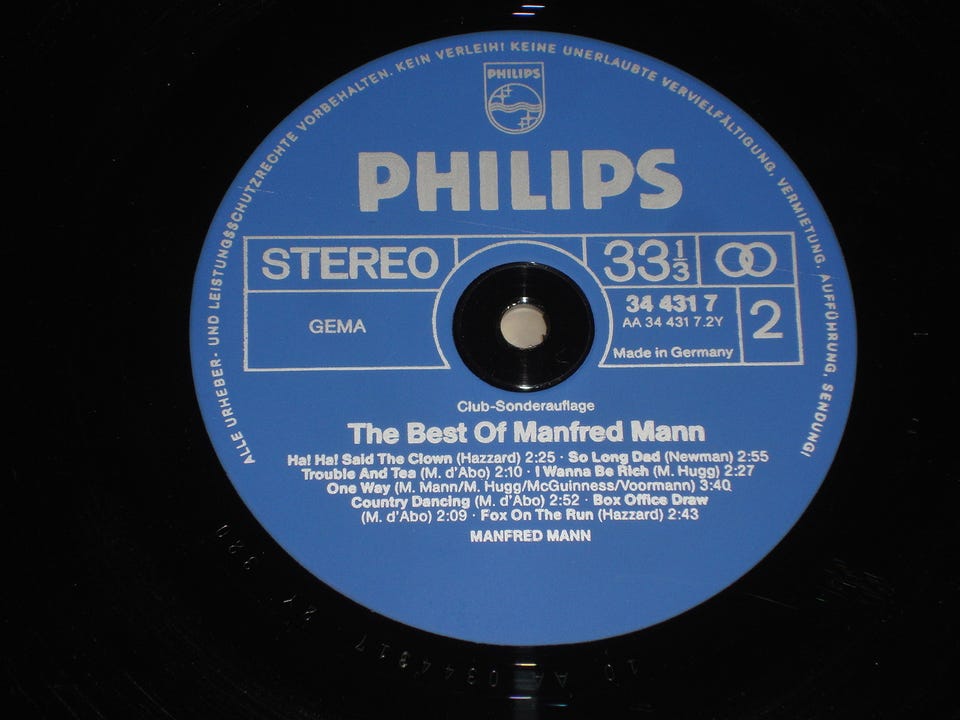 ALLE URHEBER- UND LEISTUNGSSCHUTZRECHTE VORBEHALTEN. KEIN VERLEIH! KEINE UNERLAUBTE VERVIELFÄLTIGUNG, VERMIETUNG, AUFFÜHRUNG, SENDUNG!
PHILIPS
PHILIPS
STEREO
33 1/3
GEMA
34 431 7
AA 34 431 7.2Y
2
Made in Germany
Club-Sonderauflage
The Best Of Manfred Mann
Ha! Ha! Said The Clown (Hazzard) 2:25 · So Long Dad (Newman) 2:55
Trouble And Tea (M. d'Abo) 2:10 · I Wanna Be Rich (M. Hugg) 2:27
One Way (M. Mann/M. Hugg/McGuinness/Voormann) 3:40
Country Dancing (M. d'Abo) 2:52 · Box Office Draw
(M. d'Abo) 2:09 · Fox On The Run (Hazzard) 2:43
MANFRED MANN